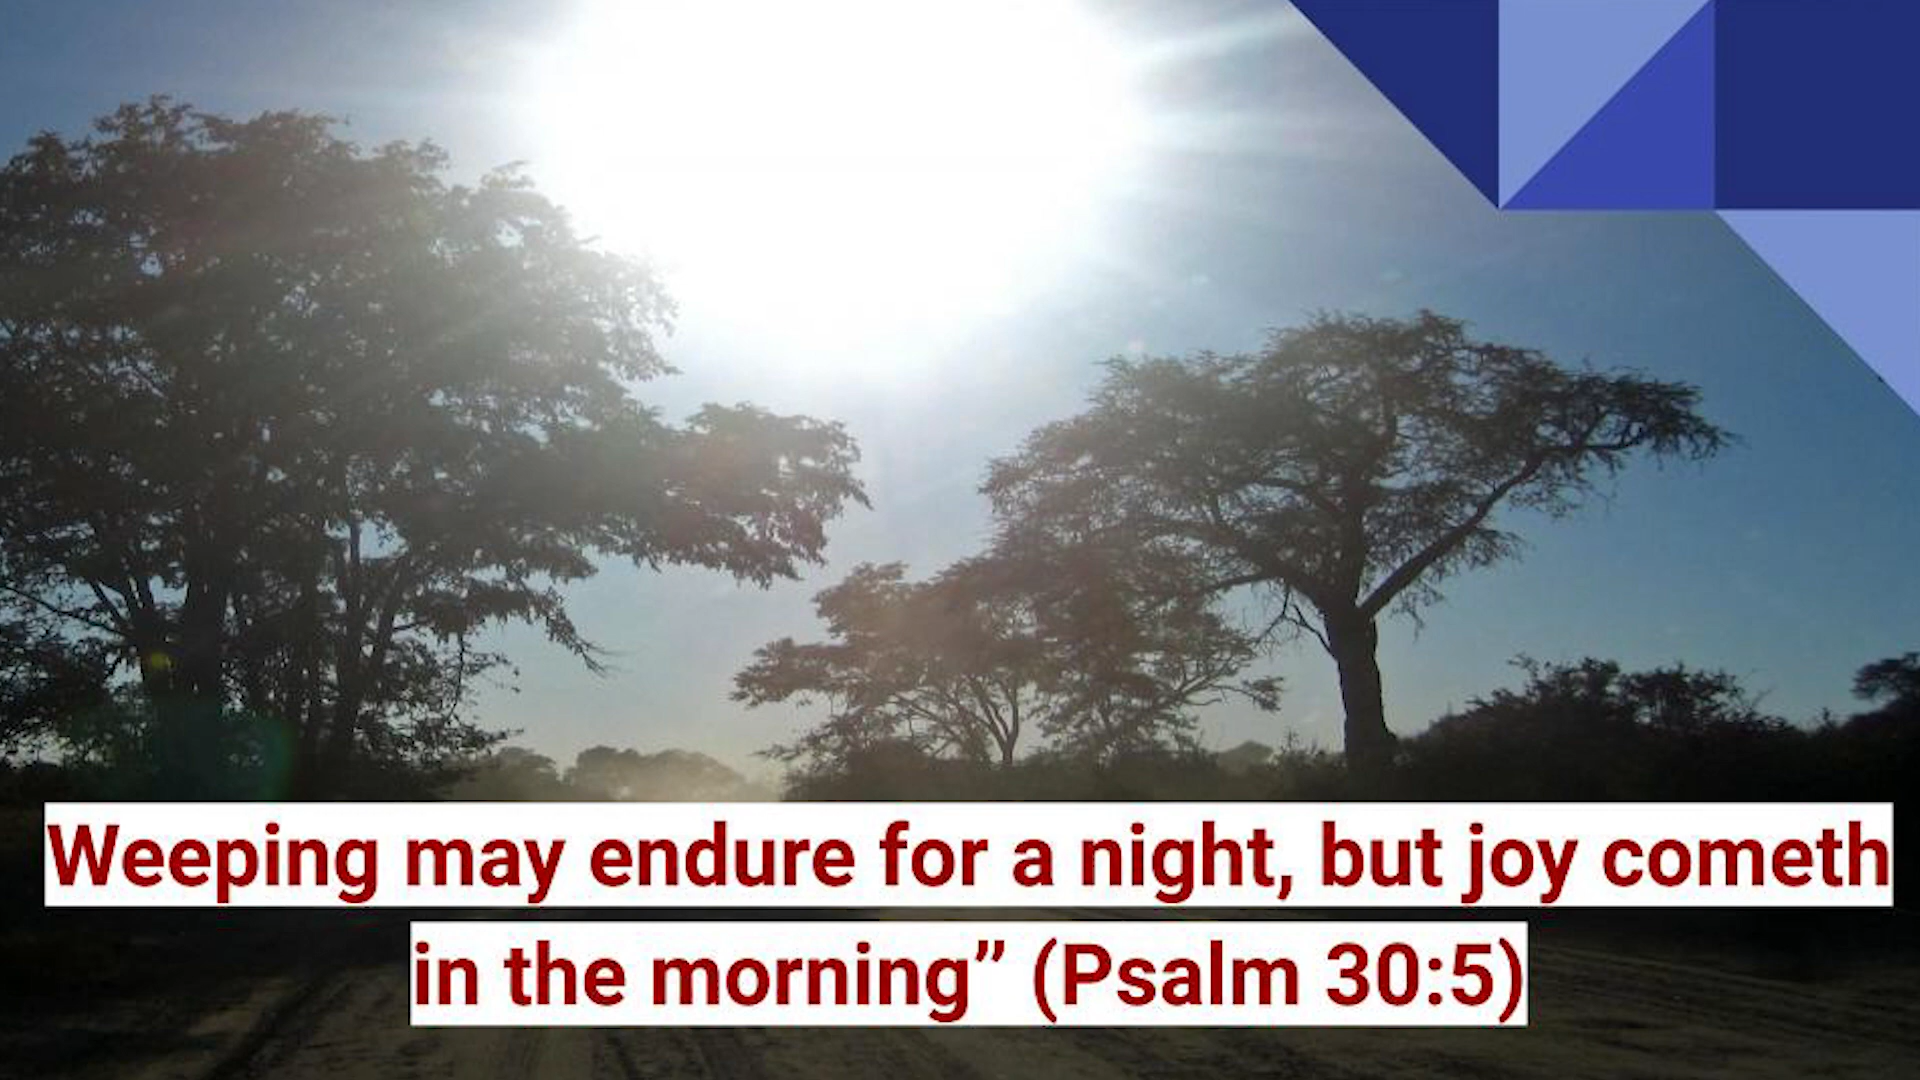 Weeping may endure for a night, but joy cometh
in the morning” (Psalm 30:5)